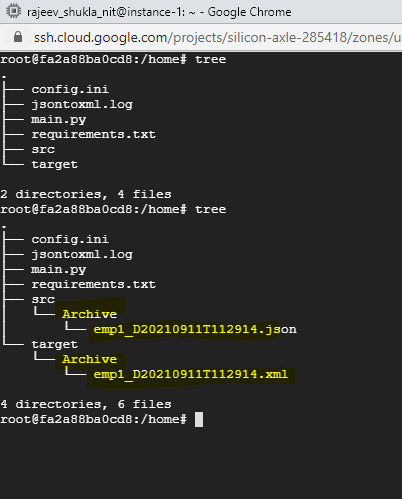 rajeev_shukla_nit@instance-1: ~ - Google Chrome
ssh.cloud.google.com/projects/silicon-axle-285418/zones/u
root@fa2a88ba0cd8:/home# tree
.
├── config.ini
├── jsontoxml.log
├── main.py
├── requirements.txt
├── src
└── target
2 directories, 4 files
root@fa2a88ba0cd8:/home# tree
.
├── config.ini
├── jsontoxml.log
├── main.py
├── requirements.txt
├── src
│   └── Archive
│       └── emp1_D20210911T112914.json
└── target
    └── Archive
        └── emp1_D20210911T112914.xml
4 directories, 6 files
root@fa2a88ba0cd8:/home#